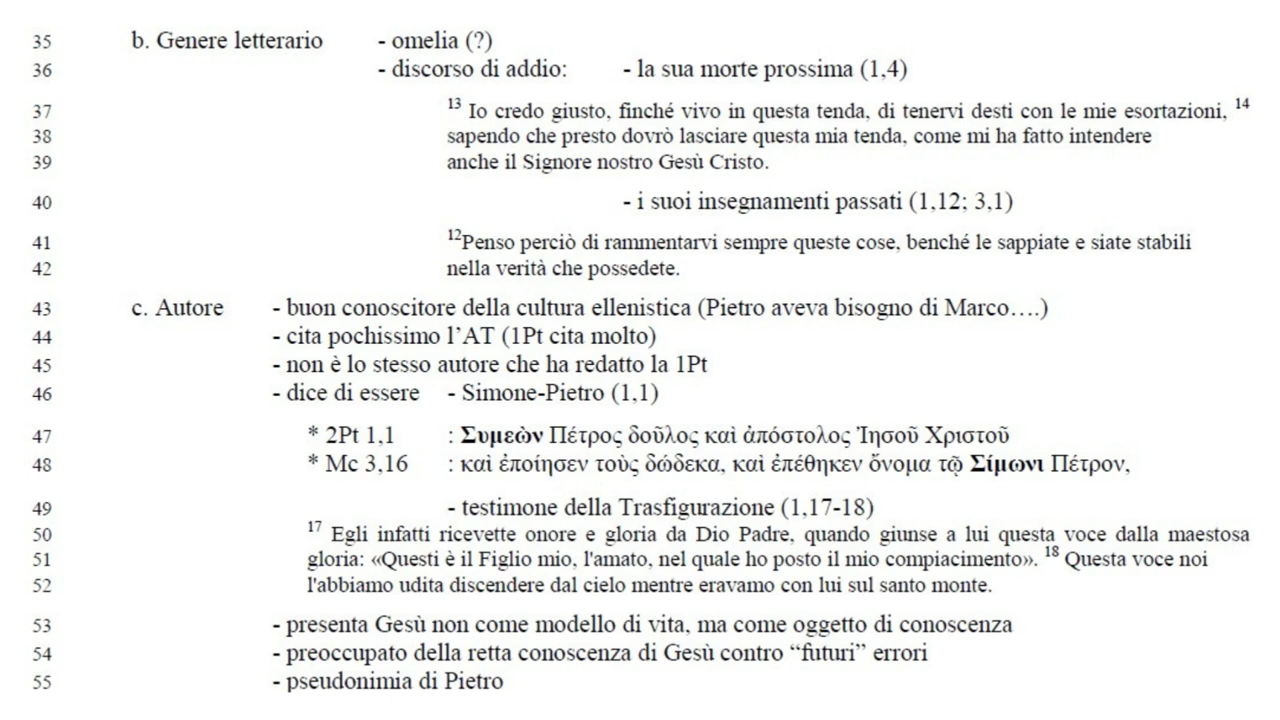 35 b. Genere letterario - omelia (?)
36 - discorso di addio: - la sua morte prossima (1,4)
37 13 Io credo giusto, finché vivo in questa tenda, di tenervi desti con le mie esortazioni, 14
38 sapendo che presto dovrò lasciare questa mia tenda, come mi ha fatto intendere
39 anche il Signore nostro Gesù Cristo.
40 - i suoi insegnamenti passati (1,12; 3,1)
41 12Penso perciò di rammentarvi sempre queste cose, benché le sappiate e siate stabili
42 nella verità che possedete.
43 c. Autore - buon conoscitore della cultura ellenistica (Pietro aveva bisogno di Marco….)
44 - cita pochissimo l’AT (1Pt cita molto)
45 - non è lo stesso autore che ha redatto la 1Pt
46 - dice di essere - Simone-Pietro (1,1)
47 * 2Pt 1,1 : Συμεὼν Πέτρος δοῦλος καὶ ἀπόστολος Ἰησοῦ Χριστοῦ
48 * Mc 3,16 : καὶ ἐποίησεν τοὺς δώδεκα, καὶ ἐπέθηκεν ὄνομα τῷ Σίμωνι Πέτρον,
49 - testimone della Trasfigurazione (1,17-18)
50 17 Egli infatti ricevette onore e gloria da Dio Padre, quando giunse a lui questa voce dalla maestosa
51 gloria: «Questi è il Figlio mio, l'amato, nel quale ho posto il mio compiacimento». 18 Questa voce noi
52 l'abbiamo udita discendere dal cielo mentre eravamo con lui sul santo monte.
53 - presenta Gesù non come modello di vita, ma come oggetto di conoscenza
54 - preoccupato della retta conoscenza di Gesù contro “futuri” errori
55 - pseudonimia di Pietro